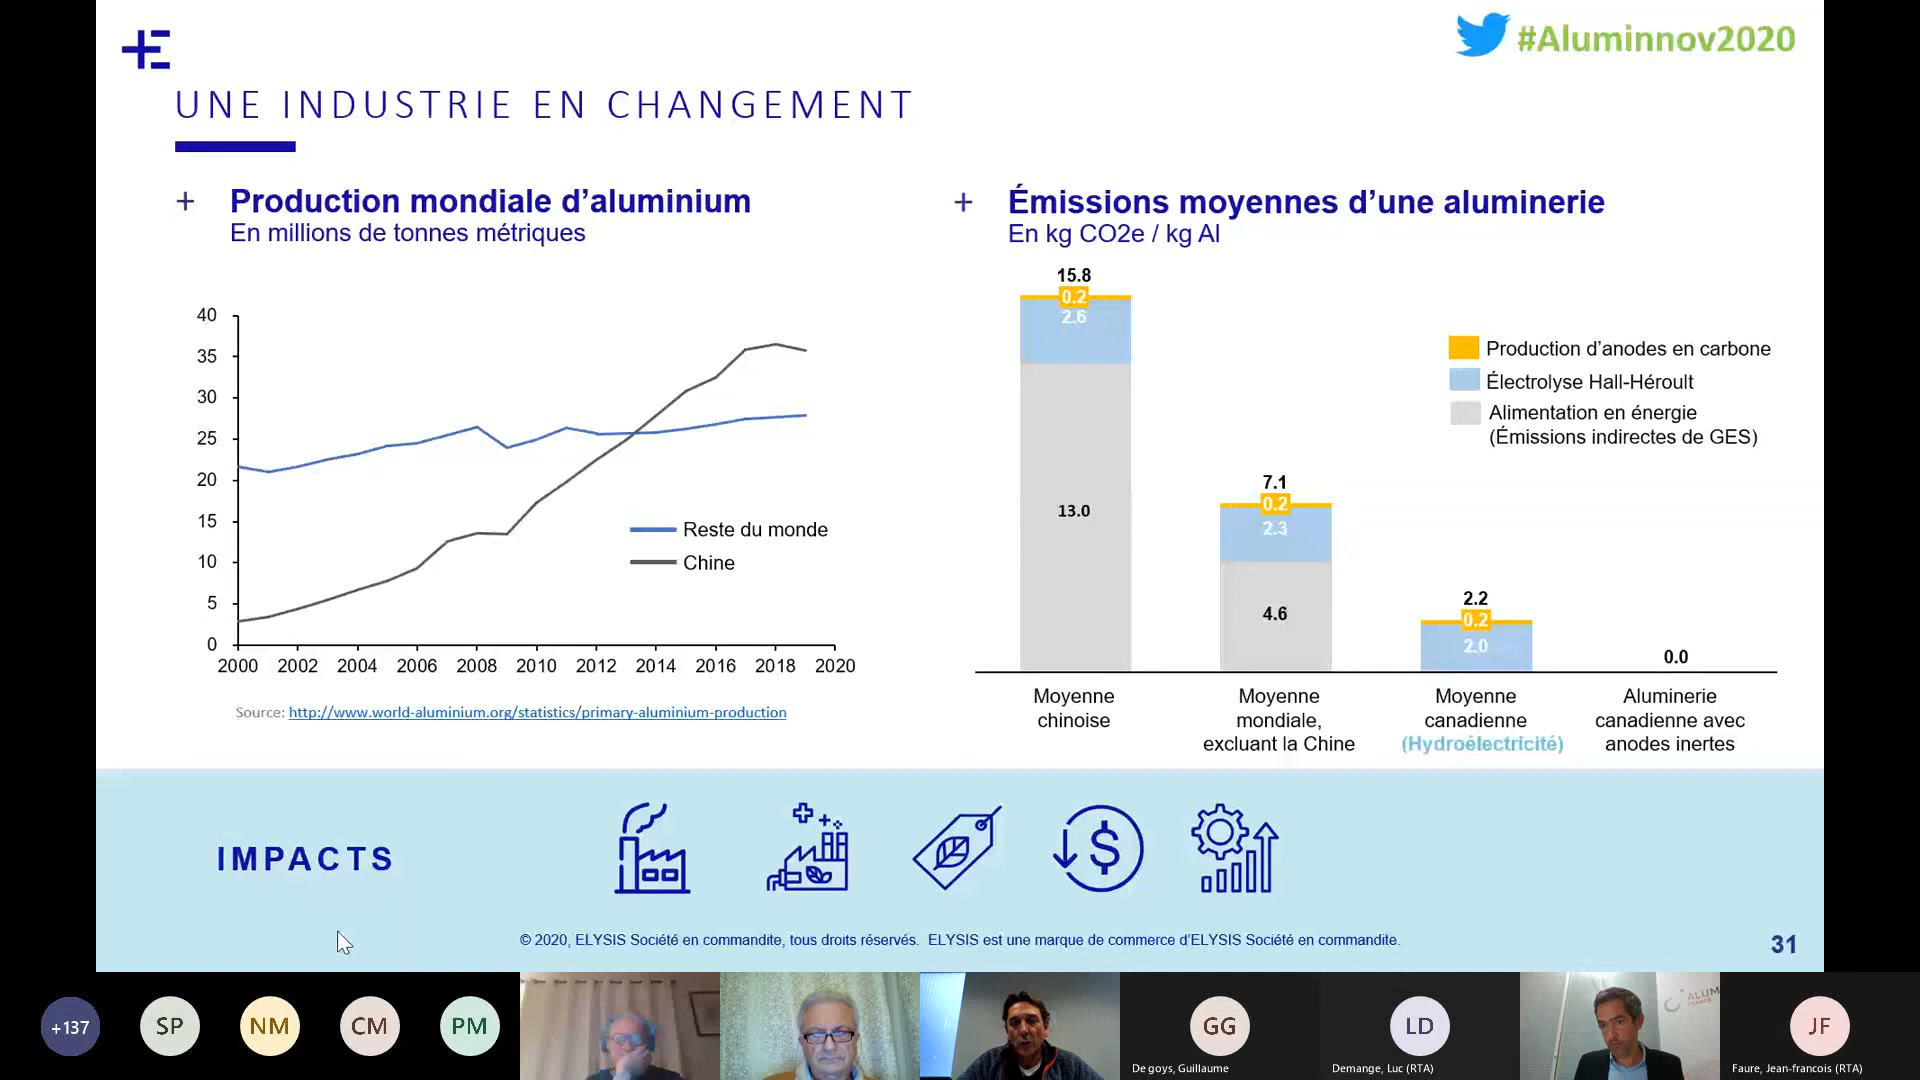 #Aluminnov2020
UNE INDUSTRIE EN CHANGEMENT
+ Production mondiale d’aluminium
En millions de tonnes métriques
40
35
30
25
20
15
10
5
0
2000 2002 2004 2006 2008 2010 2012 2014 2016 2018 2020
Reste du monde
Chine
Source: http://www.world-aluminium.org/statistics/primary-aluminium-production
+ Émissions moyennes d’une aluminerie
En kg CO2e / kg Al
15.8
0.2
2.6
13.0
7.1
0.2
2.3
4.6
2.2
0.2
2.0
0.0
Production d’anodes en carbone
Électrolyse Hall-Héroult
Alimentation en énergie
(Émissions indirectes de GES)
Moyenne
chinoise
Moyenne
mondiale,
excluant la Chine
Moyenne
canadienne
(Hydroélectricité)
Aluminerie
canadienne avec
anodes inertes
IMPACTS
$
© 2020, ELYSIS Société en commandite, tous droits réservés. ELYSIS est une marque de commerce d’ELYSIS Société en commandite.
31
+137
SP
NM
CM
PM
GG
De goys, Guillaume
LD
Demange, Luc (RTA)
ALUM
FRANCE
JF
Faure, Jean-francois (RTA)